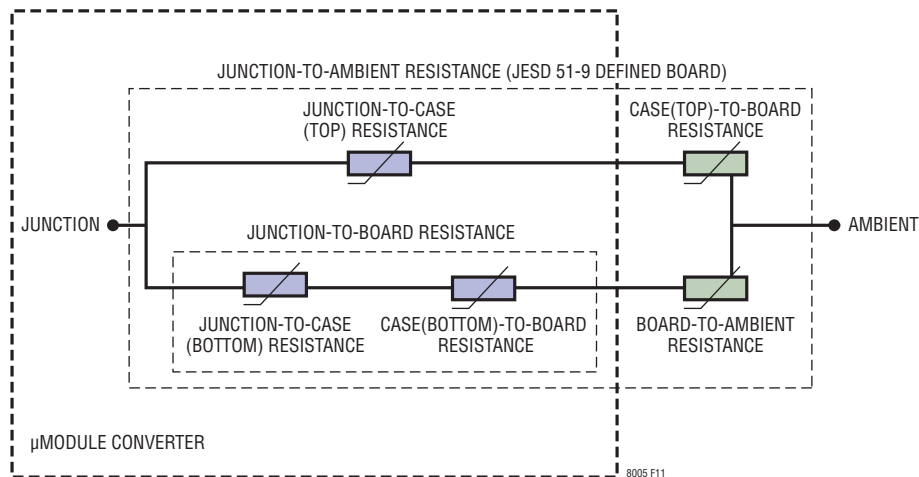 JUNCTION-TO-AMBIENT RESISTANCE (JESD 51-9 DEFINED BOARD)
JUNCTION-TO-CASE
(TOP) RESISTANCE
CASE(TOP)-TO-BOARD
RESISTANCE
JUNCTION
AMBIENT
JUNCTION-TO-BOARD RESISTANCE
JUNCTION-TO-CASE
(BOTTOM) RESISTANCE
CASE(BOTTOM)-TO-BOARD
RESISTANCE
BOARD-TO-AMBIENT
RESISTANCE
µMODULE CONVERTER
8005 F11